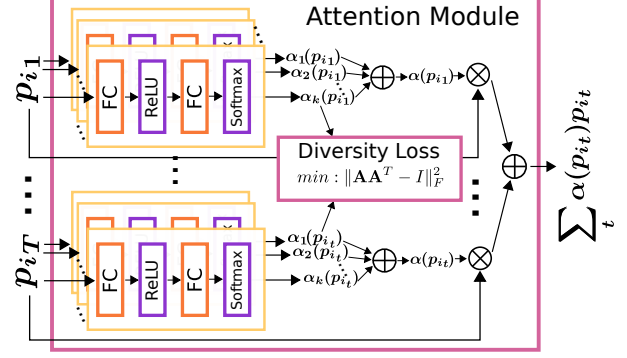 Attention Module
p_{i_1}
FC
ReLU
FC
Softmax
α_1(p_{i_1})
α_2(p_{i_1})
α_k(p_{i_1})
α(p_{i_1})
Diversity Loss
min : ||AA^T − I||_F^2
p_{i_T}
FC
ReLU
FC
Softmax
α_1(p_{i_t})
α_2(p_{i_t})
α_k(p_{i_t})
α(p_{i_t})
∑_t α(p_{it})p_{it}